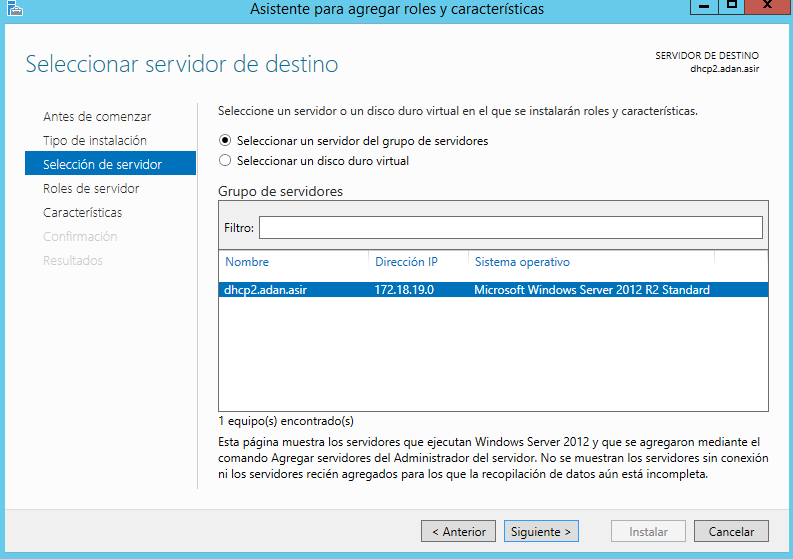 Asistente para agregar roles y características
Seleccionar servidor de destino
SERVIDOR DE DESTINO
dhcp2.adan.asir
Antes de comenzar
Tipo de instalación
Selección de servidor
Roles de servidor
Características
Confirmación
Resultados
Seleccione un servidor o un disco duro virtual en el que se instalarán roles y características.
Seleccionar un servidor del grupo de servidores
Seleccionar un disco duro virtual
Grupo de servidores
Filtro:
Nombre Dirección IP Sistema operativo
dhcp2.adan.asir 172.18.19.0 Microsoft Windows Server 2012 R2 Standard
1 equipo(s) encontrado(s)
Esta página muestra los servidores que ejecutan Windows Server 2012 y que se agregaron mediante el
comando Agregar servidores del Administrador del servidor. No se muestran los servidores sin conexión
ni los servidores recién agregados para los que la recopilación de datos aún está incompleta.
< Anterior Siguiente > Instalar Cancelar